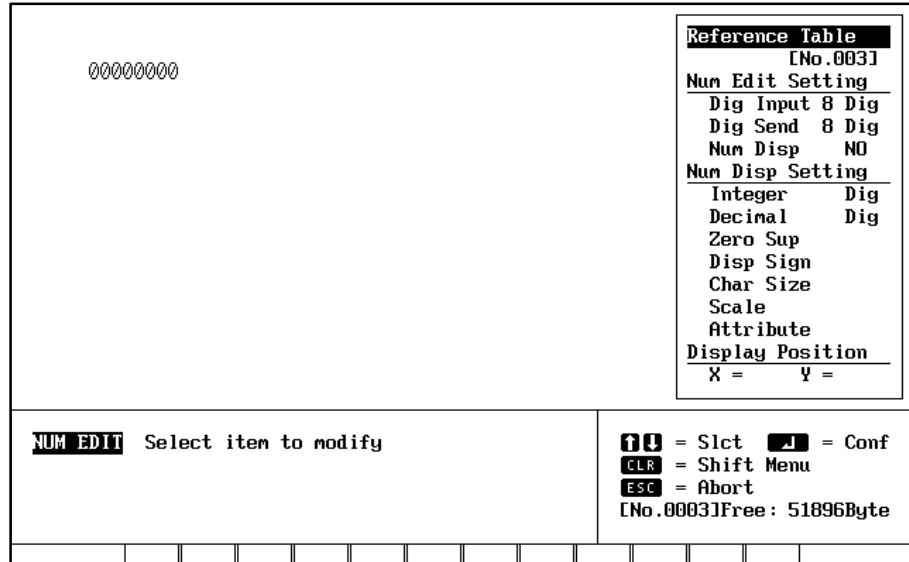 00000000
Reference Table
[No.003]
Num Edit Setting
Dig Input 8 Dig
Dig Send 8 Dig
Num Disp NO
Num Disp Setting
Integer Dig
Decimal Dig
Zero Sup
Disp Sign
Char Size
Scale
Attribute
Display Position
X = Y =
NUM EDIT Select item to modify
↑↓ = Slct ↵ = Conf
CLR = Shift Menu
ESC = Abort
[No.0003]Free: 51896Byte